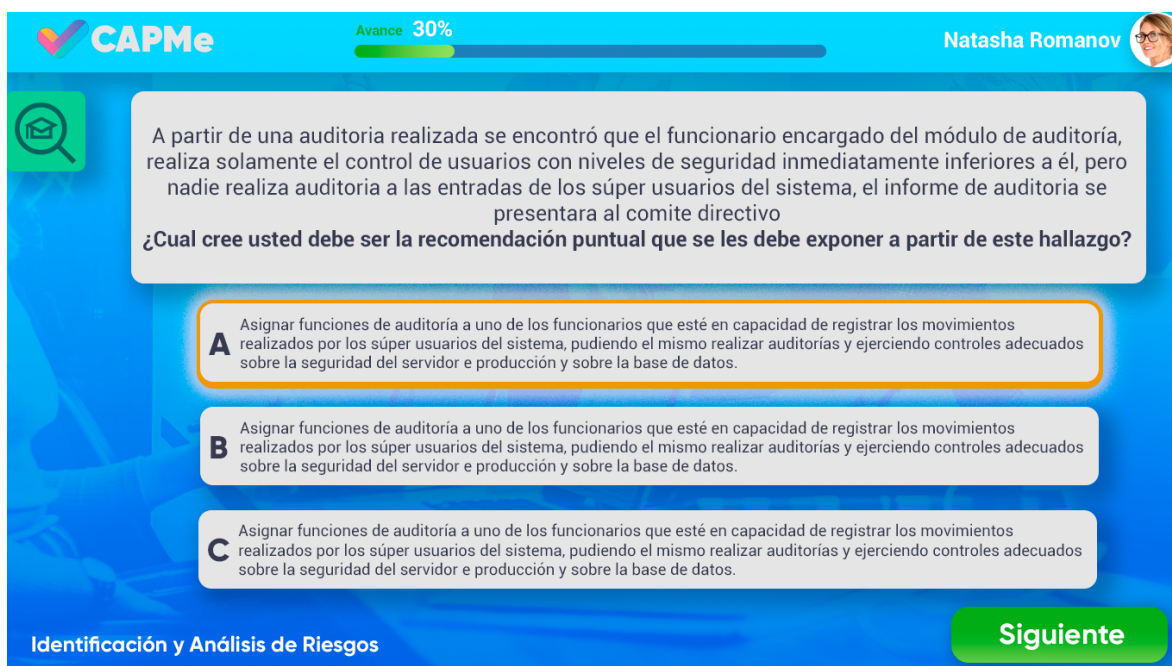 CAPMe
Avance 30%
Natasha Romanov
A partir de una auditoria realizada se encontró que el funcionario encargado del módulo de auditoría,
realiza solamente el control de usuarios con niveles de seguridad inmediatamente inferiores a él, pero
nadie realiza auditoria a las entradas de los súper usuarios del sistema, el informe de auditoria se
presentara al comite directivo
¿Cual cree usted debe ser la recomendación puntual que se les debe exponer a partir de este hallazgo?
A
Asignar funciones de auditoría a uno de los funcionarios que esté en capacidad de registrar los movimientos
realizados por los súper usuarios del sistema, pudiendo el mismo realizar auditorías y ejerciendo controles adecuados
sobre la seguridad del servidor e producción y sobre la base de datos.
B
Asignar funciones de auditoría a uno de los funcionarios que esté en capacidad de registrar los movimientos
realizados por los súper usuarios del sistema, pudiendo el mismo realizar auditorías y ejerciendo controles adecuados
sobre la seguridad del servidor e producción y sobre la base de datos.
C
Asignar funciones de auditoría a uno de los funcionarios que esté en capacidad de registrar los movimientos
realizados por los súper usuarios del sistema, pudiendo el mismo realizar auditorías y ejerciendo controles adecuados
sobre la seguridad del servidor e producción y sobre la base de datos.
Identificación y Análisis de Riesgos
Siguiente